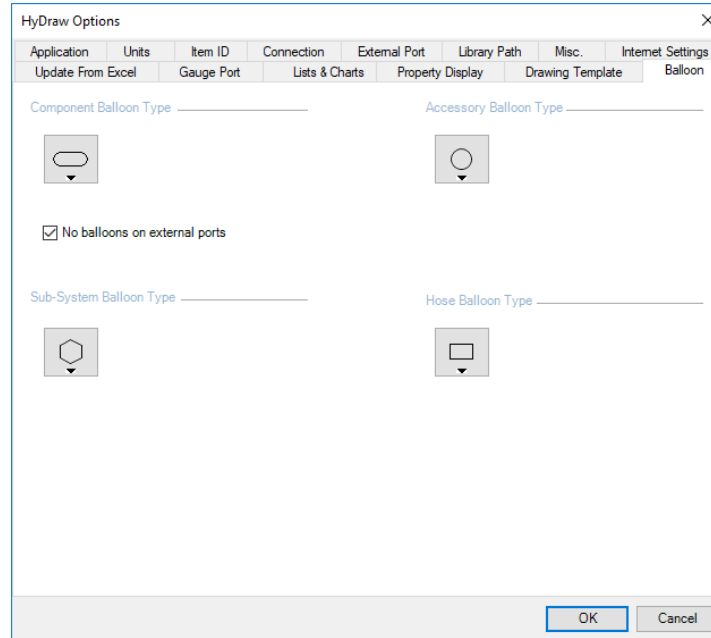 HyDraw Options
Application Units Item ID Connection External Port Library Path Misc. Internet Settings
Update From Excel Gauge Port Lists & Charts Property Display Drawing Template Balloon
Component Balloon Type Accessory Balloon Type
No balloons on external ports
Sub-System Balloon Type Hose Balloon Type
OK Cancel